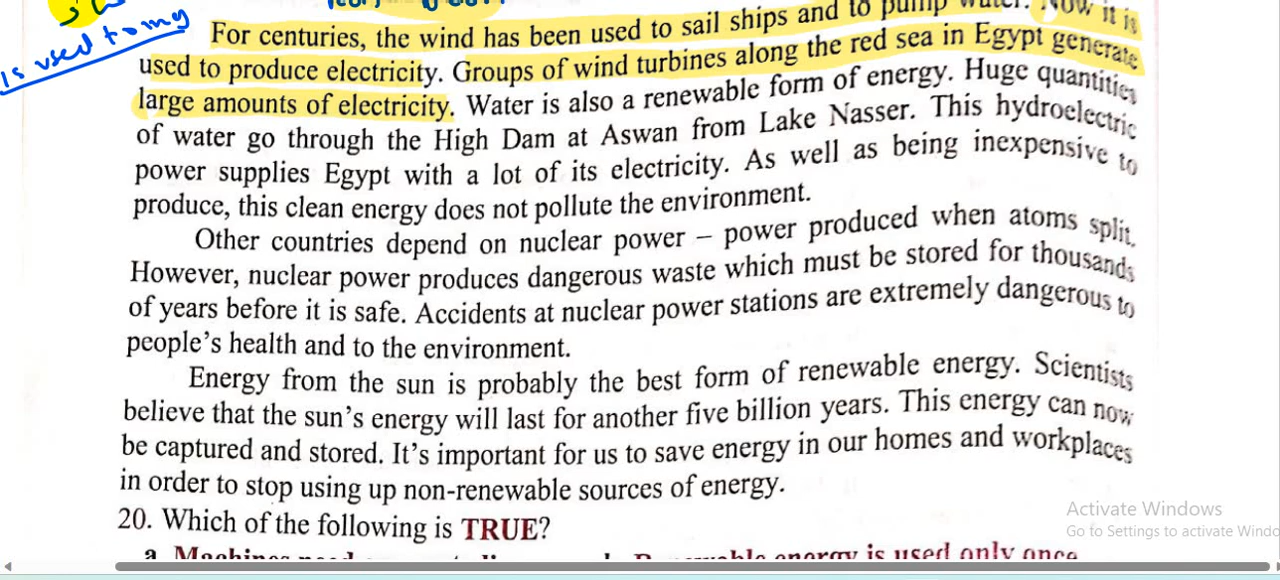 is used to my
For centuries, the wind has been used to sail ships and to pump water. Now it is
used to produce electricity. Groups of wind turbines along the red sea in Egypt generate
large amounts of electricity. Water is also a renewable form of energy. Huge quantities
of water go through the High Dam at Aswan from Lake Nasser. This hydroelectric
power supplies Egypt with a lot of its electricity. As well as being inexpensive to
produce, this clean energy does not pollute the environment.
Other countries depend on nuclear power – power produced when atoms split.
However, nuclear power produces dangerous waste which must be stored for thousands
of years before it is safe. Accidents at nuclear power stations are extremely dangerous to
people's health and to the environment.
Energy from the sun is probably the best form of renewable energy. Scientists
believe that the sun's energy will last for another five billion years. This energy can now
be captured and stored. It's important for us to save energy in our homes and workplaces
in order to stop using up non-renewable sources of energy.
20. Which of the following is TRUE?
a Machines need energy is used only once
Activate Windows
Go to Settings to activate Windo